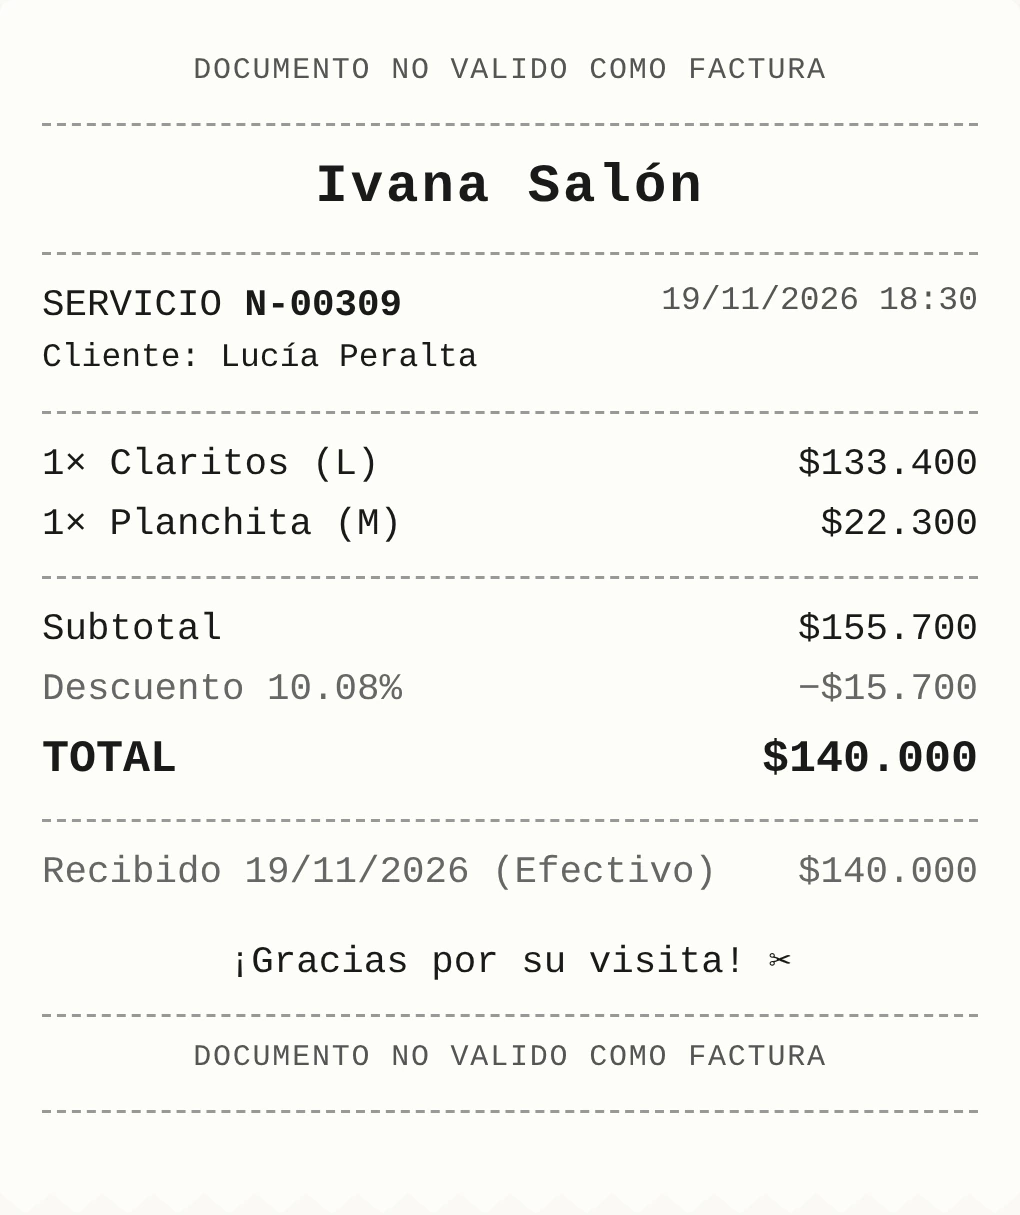 DOCUMENTO NO VALIDO COMO FACTURA
Ivana Salón
SERVICIO N-00309 19/11/2026 18:30
Cliente: Lucía Peralta
1× Claritos (L) $133.400
1× Planchita (M) $22.300
Subtotal $155.700
Descuento 10.08% −$15.700
TOTAL $140.000
Recibido 19/11/2026 (Efectivo) $140.000
¡Gracias por su visita! ✂
DOCUMENTO NO VALIDO COMO FACTURA